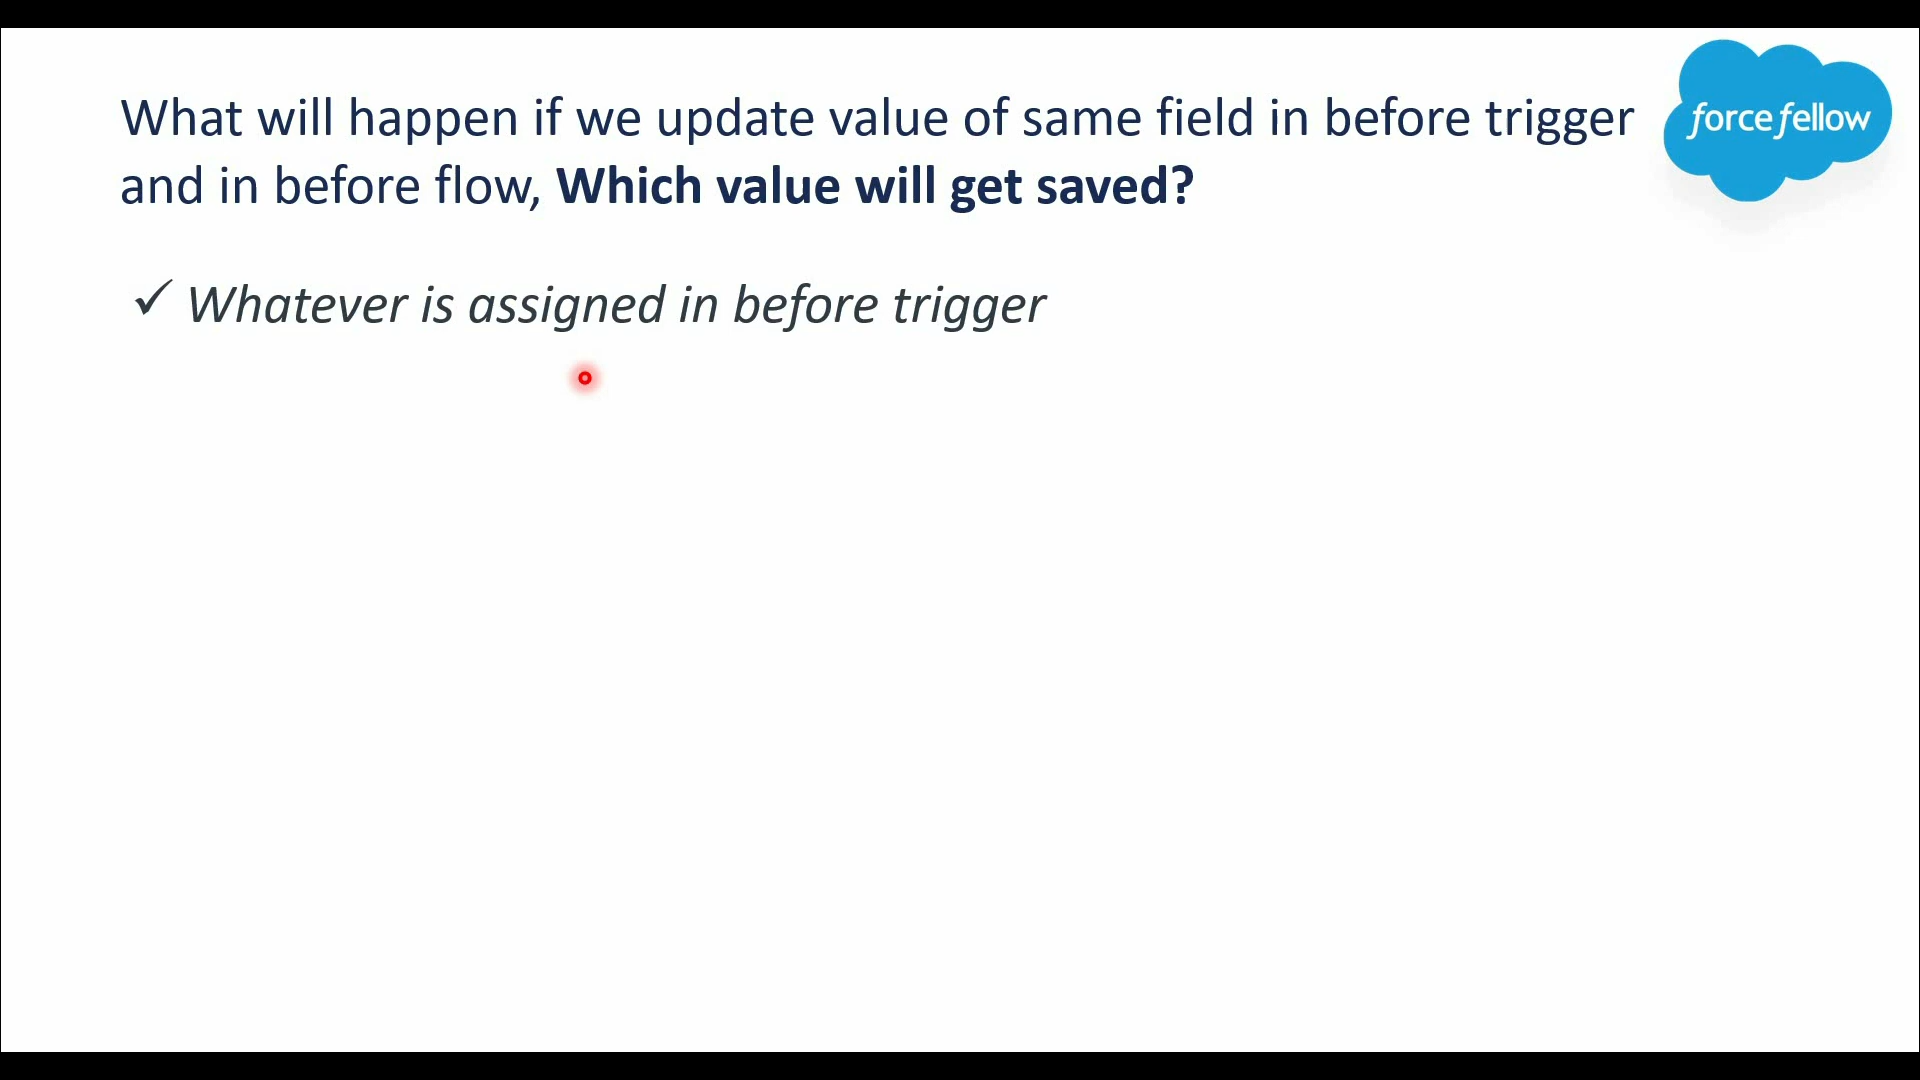 What will happen if we update value of same field in before trigger
and in before flow, Which value will get saved?
✓ Whatever is assigned in before trigger
force fellow